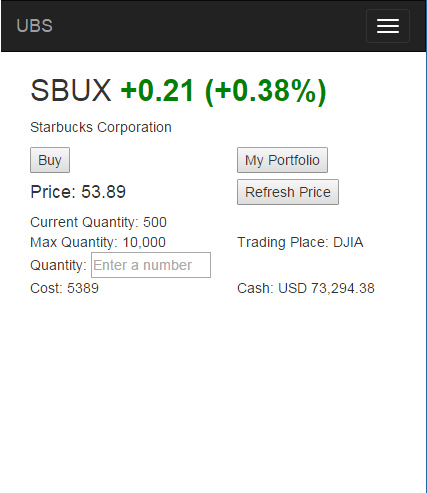 UBS
SBUX +0.21 (+0.38%)
Starbucks Corporation
Buy My Portfolio
Price: 53.89 Refresh Price
Current Quantity: 500
Max Quantity: 10,000 Trading Place: DJIA
Quantity: Enter a number
Cost: 5389 Cash: USD 73,294.38